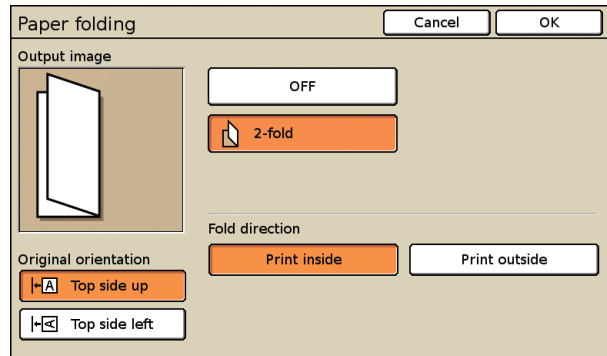 Paper folding
Cancel
OK
Output image
OFF
2-fold
Fold direction
Print inside
Print outside
Original orientation
A Top side up
A Top side left